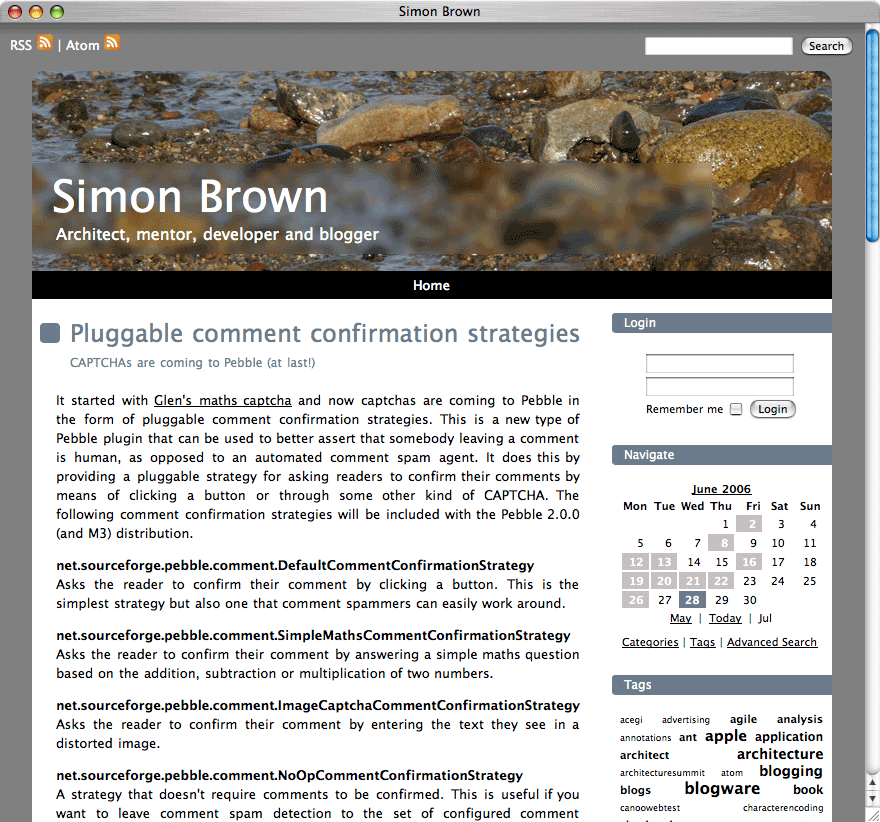 Simon Brown
RSS | Atom
Search
Simon Brown
Architect, mentor, developer and blogger
Home
Pluggable comment confirmation strategies
CAPTCHAs are coming to Pebble (at last!)
It started with Glen's maths captcha and now captchas are coming to Pebble in
the form of pluggable comment confirmation strategies. This is a new type of
Pebble plugin that can be used to better assert that somebody leaving a comment
is human, as opposed to an automated comment spam agent. It does this by
providing a pluggable strategy for asking readers to confirm their comments by
means of clicking a button or through some other kind of CAPTCHA. The
following comment confirmation strategies will be included with the Pebble 2.0.0
(and M3) distribution.
net.sourceforge.pebble.comment.DefaultCommentConfirmationStrategy
Asks the reader to confirm their comment by clicking a button. This is the
simplest strategy but also one that comment spammers can easily work around.
net.sourceforge.pebble.comment.SimpleMathsCommentConfirmationStrategy
Asks the reader to confirm their comment by answering a simple maths question
based on the addition, subtraction or multiplication of two numbers.
net.sourceforge.pebble.comment.ImageCaptchaCommentConfirmationStrategy
Asks the reader to confirm their comment by entering the text they see in a
distorted image.
net.sourceforge.pebble.comment.NoOpCommentConfirmationStrategy
A strategy that doesn't require comments to be confirmed. This is useful if you
want to leave comment spam detection to the set of configured comment
Login
Remember me Login
Navigate
June 2006
Mon Tue Wed Thu Fri Sat Sun
1 2 3 4
5 6 7 8 9 10 11
12 13 14 15 16 17 18
19 20 21 22 23 24 25
26 27 28 29 30
May | Today | Jul
Categories | Tags | Advanced Search
Tags
acegi advertising agile analysis
annotations ant apple application
architect architecture
architecturesummit atom blogging
blogs blogware book
canoowebtest characterencoding